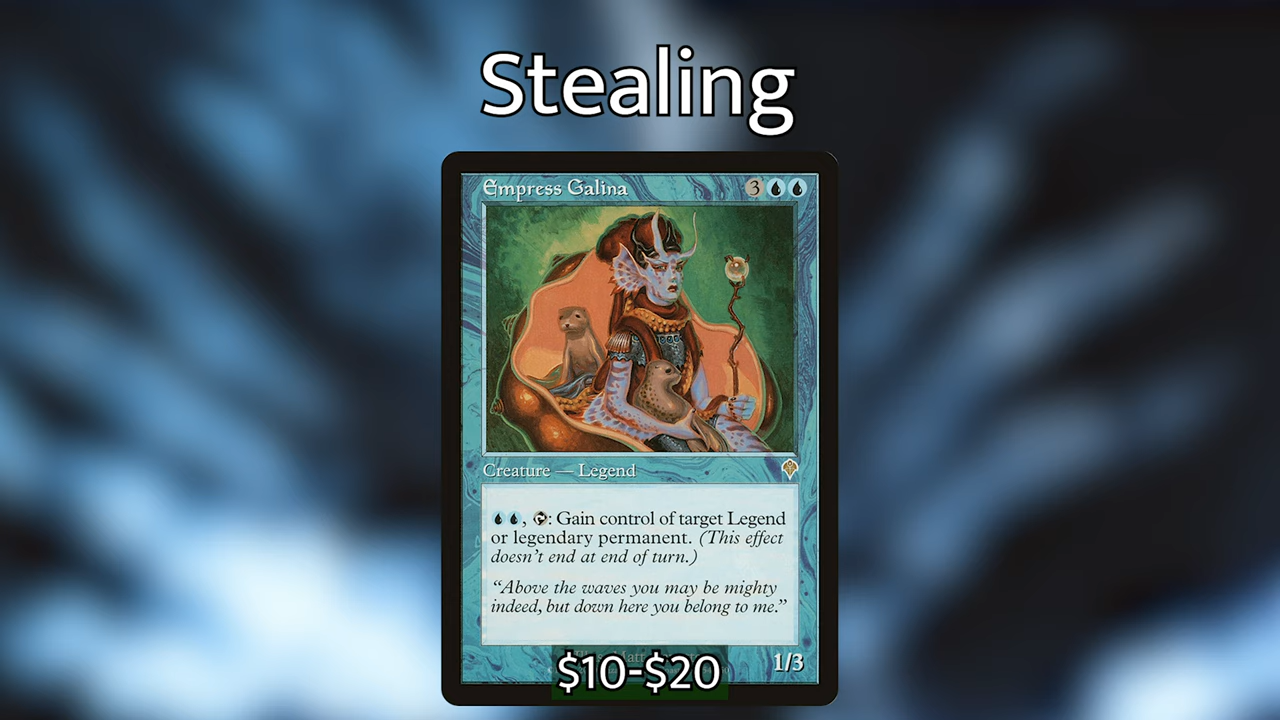 Stealing
Empress Galina 3
Creature — Legend
, : Gain control of target Legend
or legendary permanent. (This effect
doesn't end at end of turn.)
“Above the waves you may be mighty
indeed, but down here you belong to me.”
$10-$20
1/3